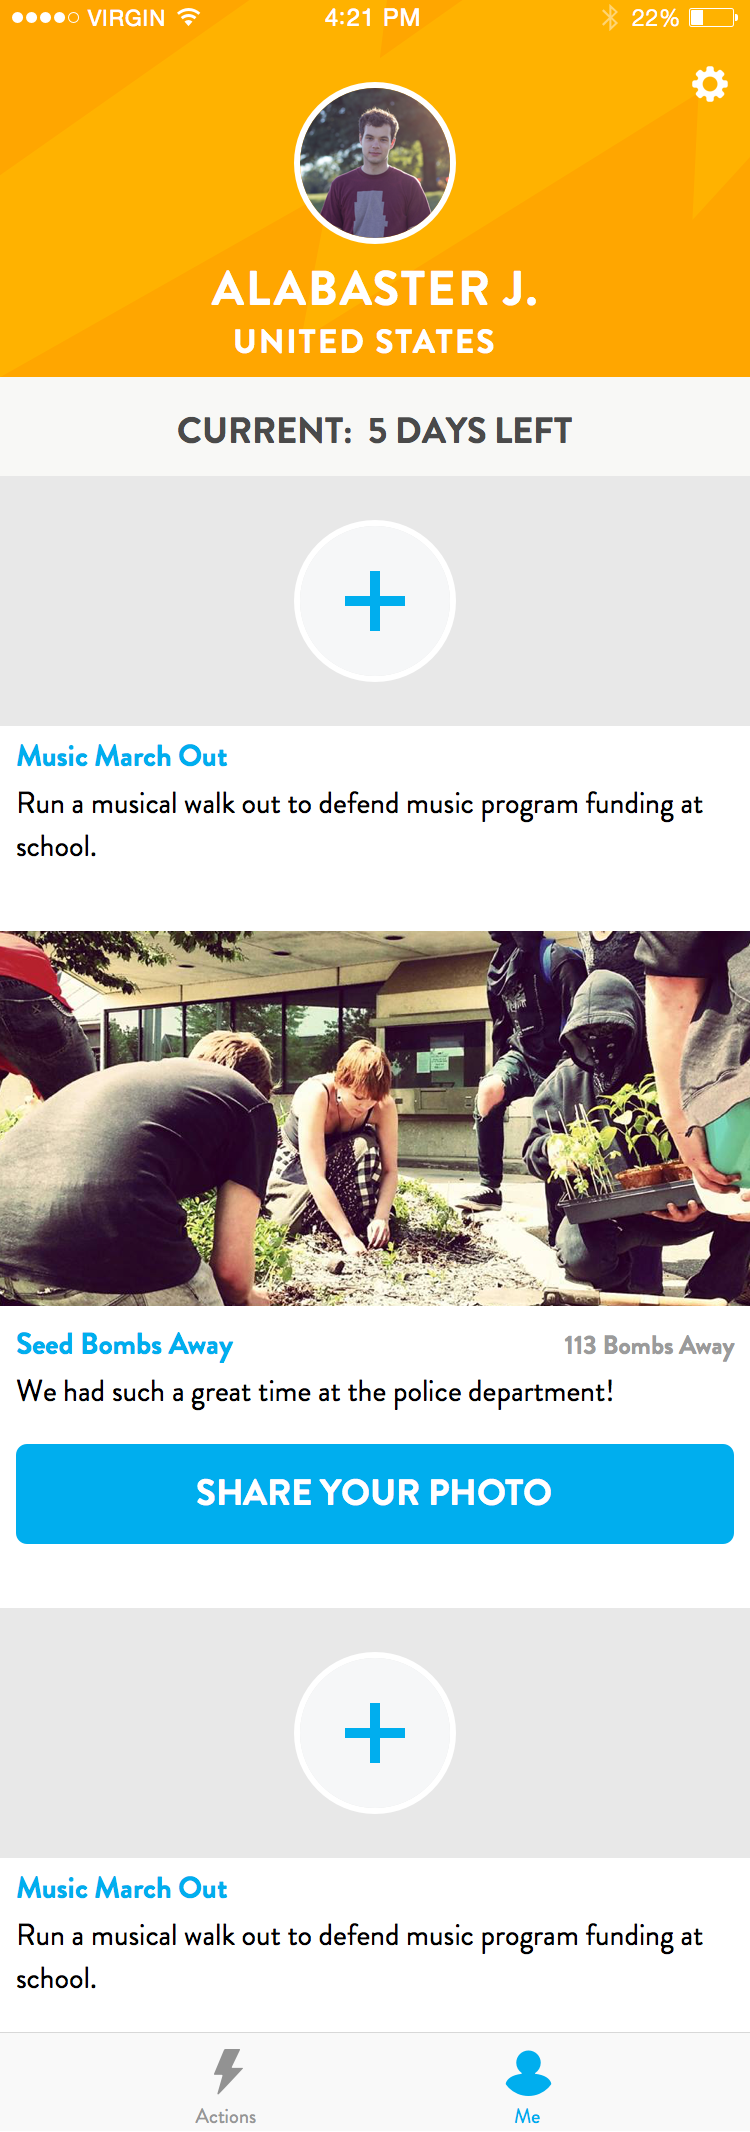 VIRGIN 4:21 PM 22%
ALABASTER J.
UNITED STATES
CURRENT: 5 DAYS LEFT
Music March Out
Run a musical walk out to defend music program funding at
school.
Seed Bombs Away 113 Bombs Away
We had such a great time at the police department!
SHARE YOUR PHOTO
Music March Out
Run a musical walk out to defend music program funding at
school.
Actions Me